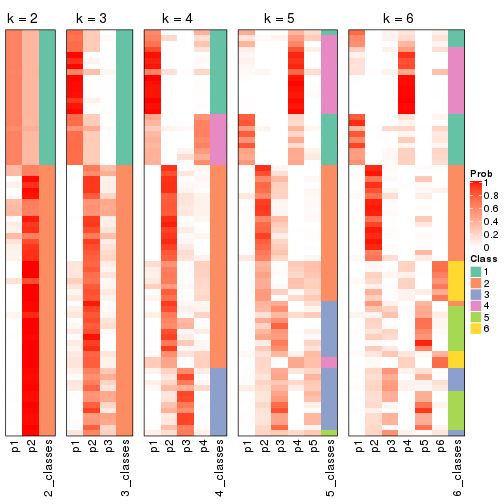 k = 2
k = 3
k = 4
k = 5
k = 6
p1
p2
2_classes
p1
p2
p3
3_classes
p1
p2
p3
p4
4_classes
p1
p2
p3
p4
p5
5_classes
p1
p2
p3
p4
p5
p6
6_classes
Prob
1
0.8
0.6
0.4
0.2
0
Class
1
2
3
4
5
6